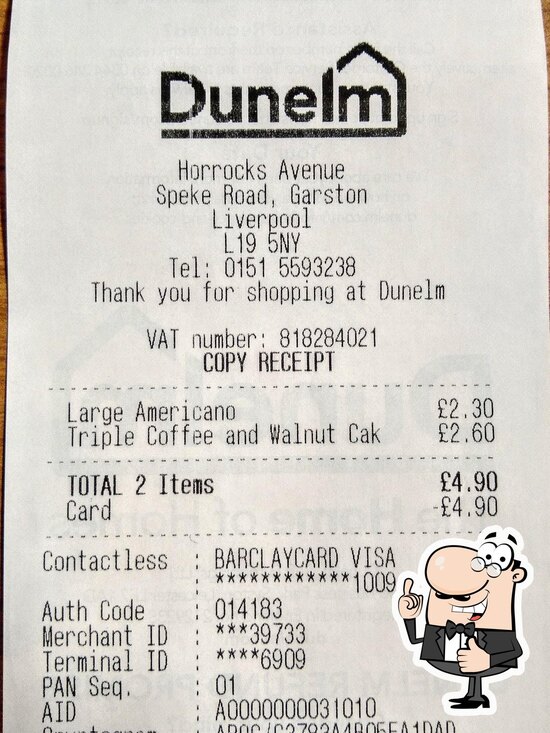 Dunelm
Horrocks Avenue
Speke Road, Garston
Liverpool
L19 5NY
Tel: 0151 5593238
Thank you for shopping at Dunelm
VAT number: 818284021
COPY RECEIPT
Large Americano £2.30
Triple Coffee and Walnut Cak £2.60
TOTAL 2 Items £4.90
Card -£4.90
Contactless : BARCLAYCARD VISA
************1009
Auth Code : 014183
Merchant ID : ***39733
Terminal ID : ****6909
PAN Seq. : 01
AID : A0000000031010